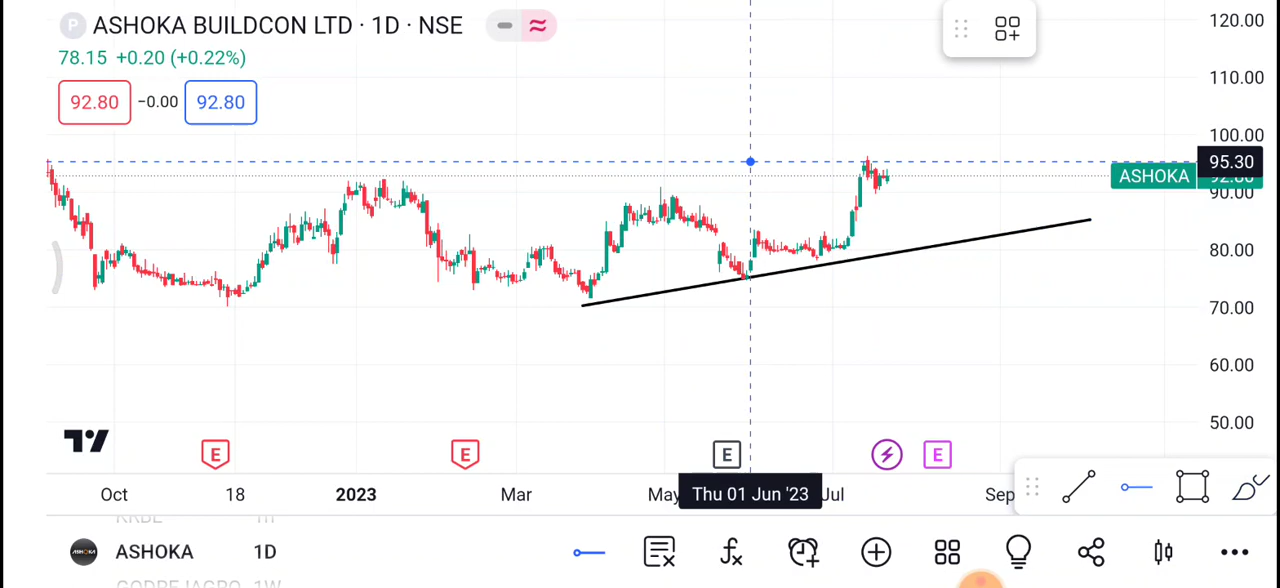 P ASHOKA BUILDCON LTD · 1D · NSE
78.15 +0.20 (+0.22%)
92.80 −0.00 92.80
120.00
110.00
100.00
95.30
ASHOKA 92.80
90.00
80.00
70.00
60.00
50.00
E E E E
Oct 18 2023 Mar May Thu 01 Jun '23 Jul Sep
ASHOKA 1D